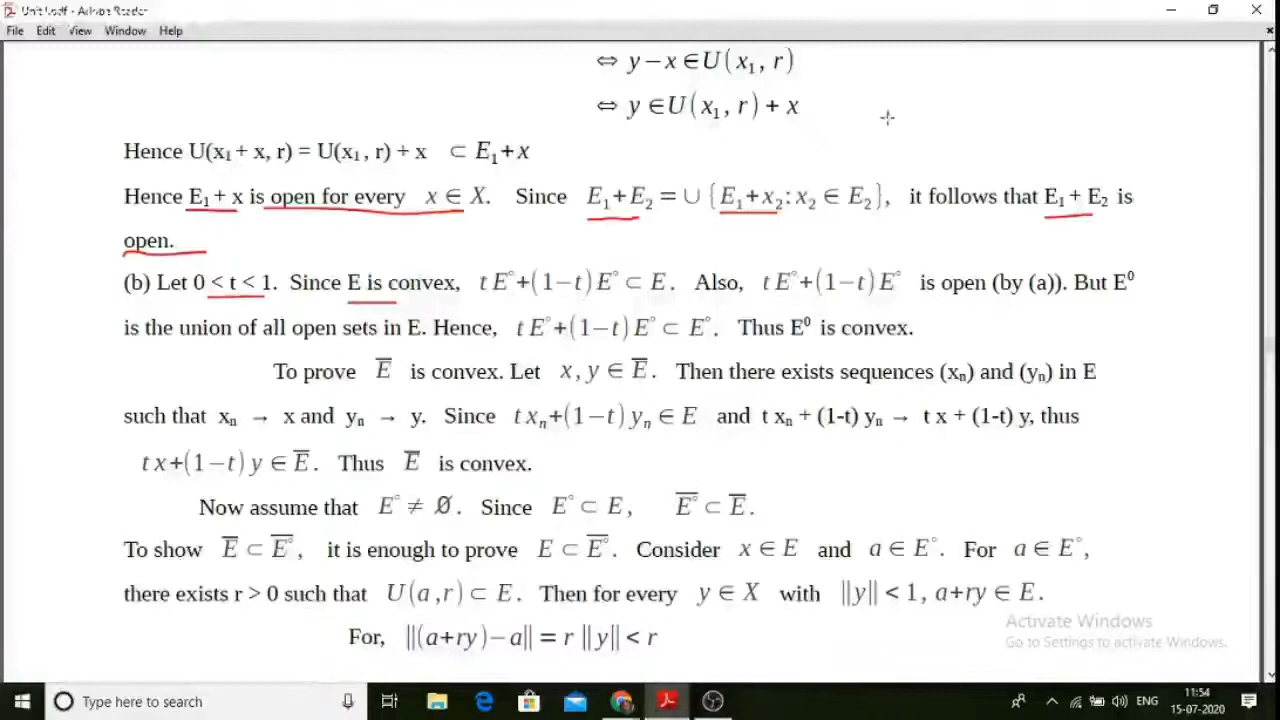 Unit I.pdf - Adobe Reader
File Edit View Window Help
⇔ y−x∈U(x₁, r)
⇔ y∈U(x₁, r)+x
Hence U(x₁ + x, r) = U(x₁, r) + x ⊂ E₁+x
Hence E₁ + x is open for every x∈X. Since E₁+E₂=∪{E₁+x₂:x₂∈E₂}, it follows that E₁ + E₂ is
open.
(b) Let 0 < t < 1. Since E is convex, tE°+(1−t)E°⊂E. Also, tE°+(1−t)E° is open (by (a)). But E⁰
is the union of all open sets in E. Hence, tE°+(1−t)E°⊂E°. Thus E⁰ is convex.
To prove E̅ is convex. Let x,y∈E̅. Then there exists sequences (xₙ) and (yₙ) in E
such that xₙ → x and yₙ → y. Since txₙ+(1−t)yₙ∈E and t xₙ + (1-t) yₙ → t x + (1-t) y, thus
tx+(1−t)y∈E̅. Thus E̅ is convex.
Now assume that E°≠∅. Since E°⊂E, E̅°̅⊂E̅.
To show E̅⊂E̅°̅, it is enough to prove E⊂E̅°̅. Consider x∈E and a∈E°. For a∈E°,
there exists r > 0 such that U(a,r)⊂E. Then for every y∈X with ‖y‖<1, a+ry∈E.
For, ‖(a+ry)−a‖=r‖y‖<r
Activate Windows
Go to Settings to activate Windows.
Type here to search
ENG
11:54
15-07-2020